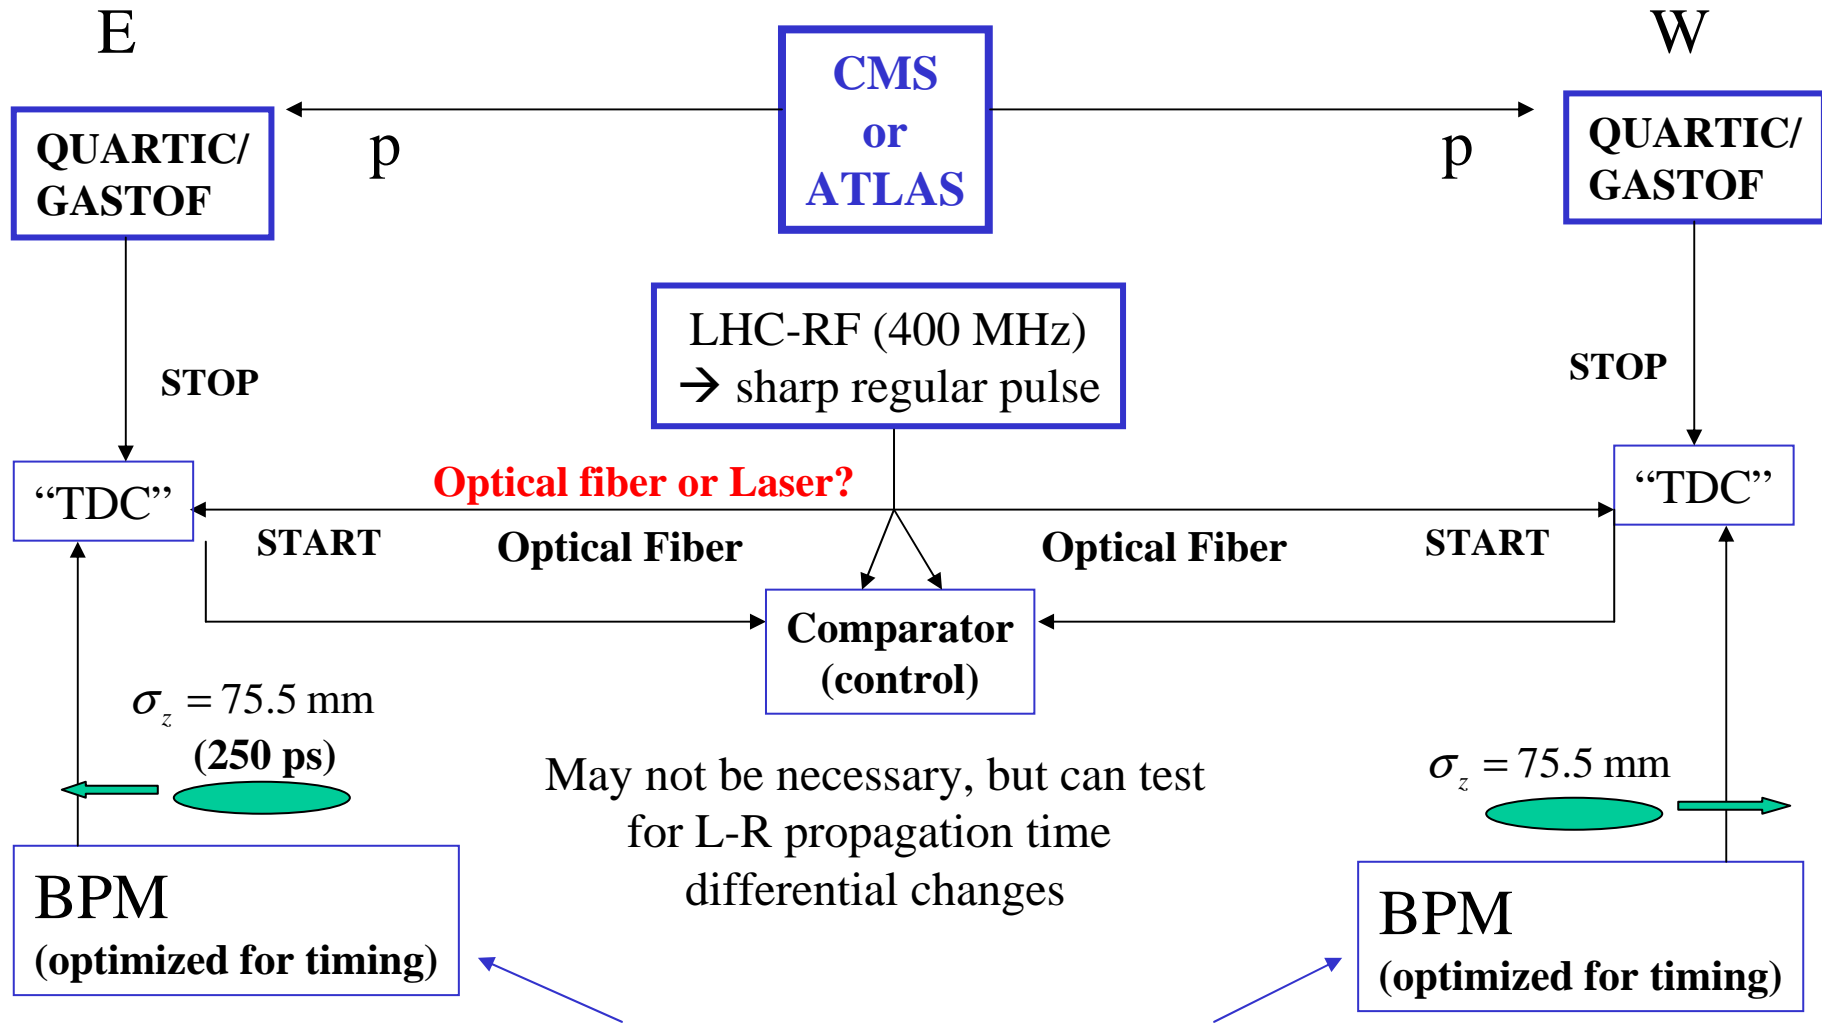 E
W
CMS
or
ATLAS
QUARTIC/
GASTOF
p
p
QUARTIC/
GASTOF
LHC-RF (400 MHz)
→ sharp regular pulse
STOP
STOP
“TDC”
Optical fiber or Laser?
“TDC”
START
Optical Fiber
Optical Fiber
START
Comparator
(control)
σz = 75.5 mm
(250 ps)
May not be necessary, but can test
for L-R propagation time
differential changes
σz = 75.5 mm
BPM
(optimized for timing)
BPM
(optimized for timing)